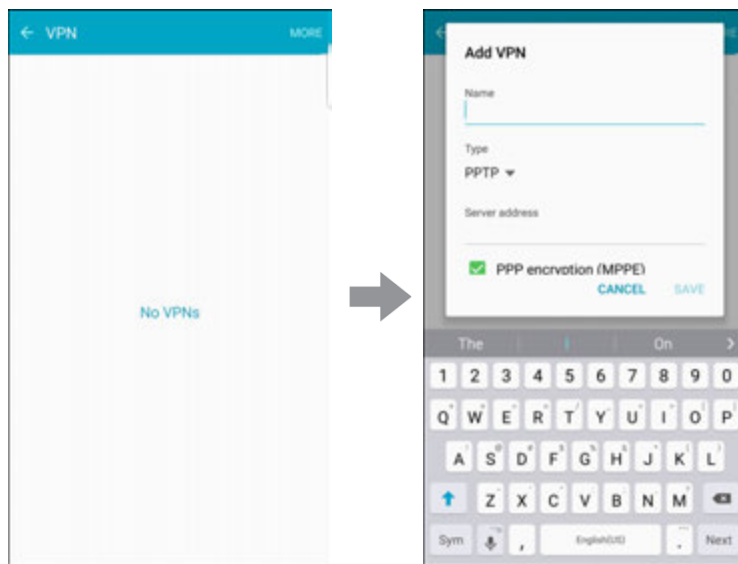 VPN MORE
No VPNs
Add VPN
Name
Type
PPTP
Server address
PPP encryption (MPPE)
CANCEL SAVE
The I On
1 2 3 4 5 6 7 8 9 0
Q W E R T Y U I O P
A S D F G H J K L
Z X C V B N M
Sym , English(US) . Next